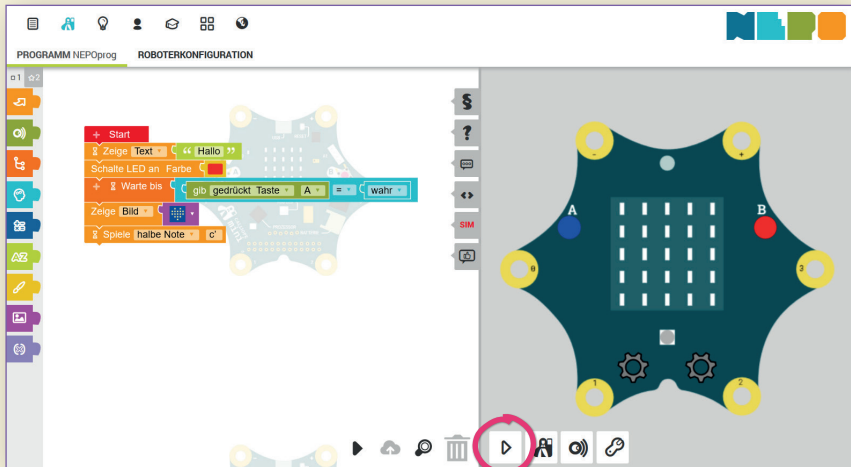 PROGRAMM NEPOprog ROBOTERKONFIGURATION
1 2
+ Start
Zeige Text “ Hallo ”
Schalte LED an Farbe
+ Warte bis gib gedrückt Taste A = wahr
Zeige Bild
Spiele halbe Note c'
§
?
<>
SIM
- +
A B
0 3
1 2